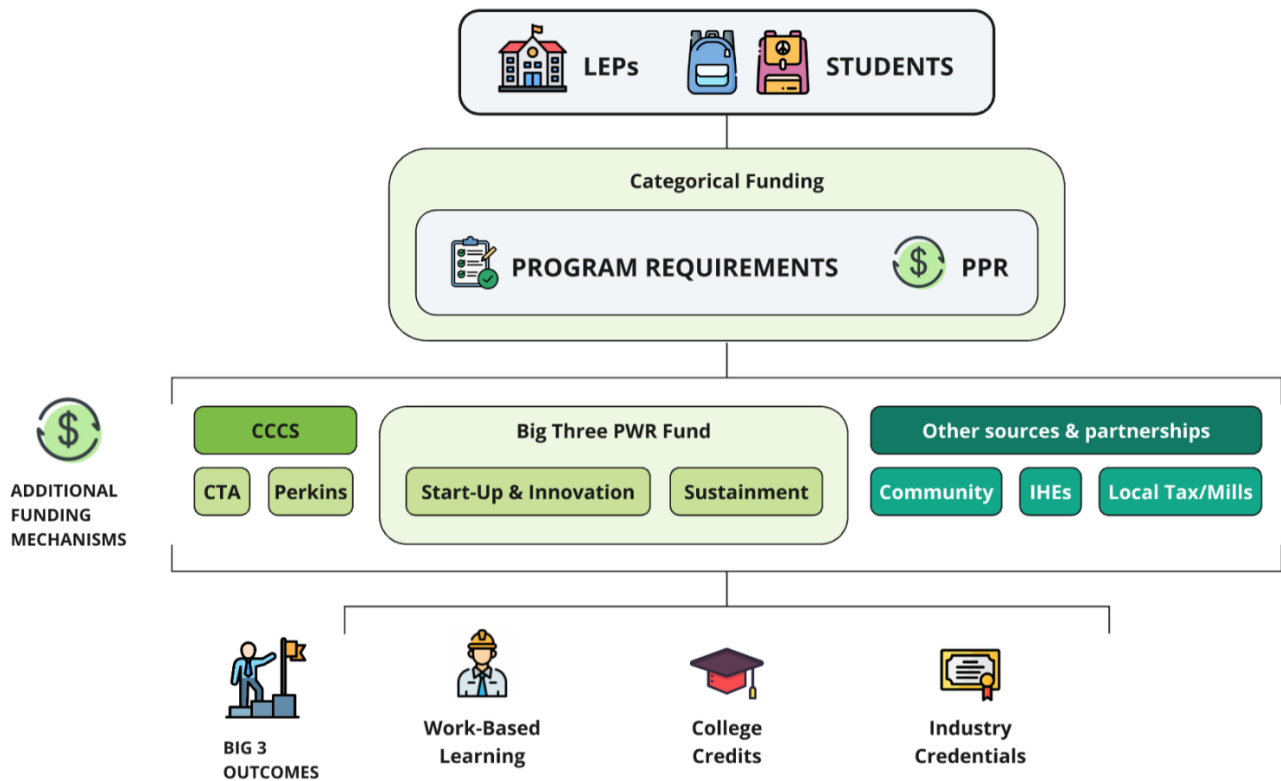 LEPs STUDENTS
Categorical Funding
PROGRAM REQUIREMENTS PPR
ADDITIONAL
FUNDING
MECHANISMS
CCCS
CTA Perkins
Big Three PWR Fund
Start-Up & Innovation Sustainment
Other sources & partnerships
Community IHEs Local Tax/Mills
BIG 3
OUTCOMES
Work-Based
Learning
College
Credits
Industry
Credentials